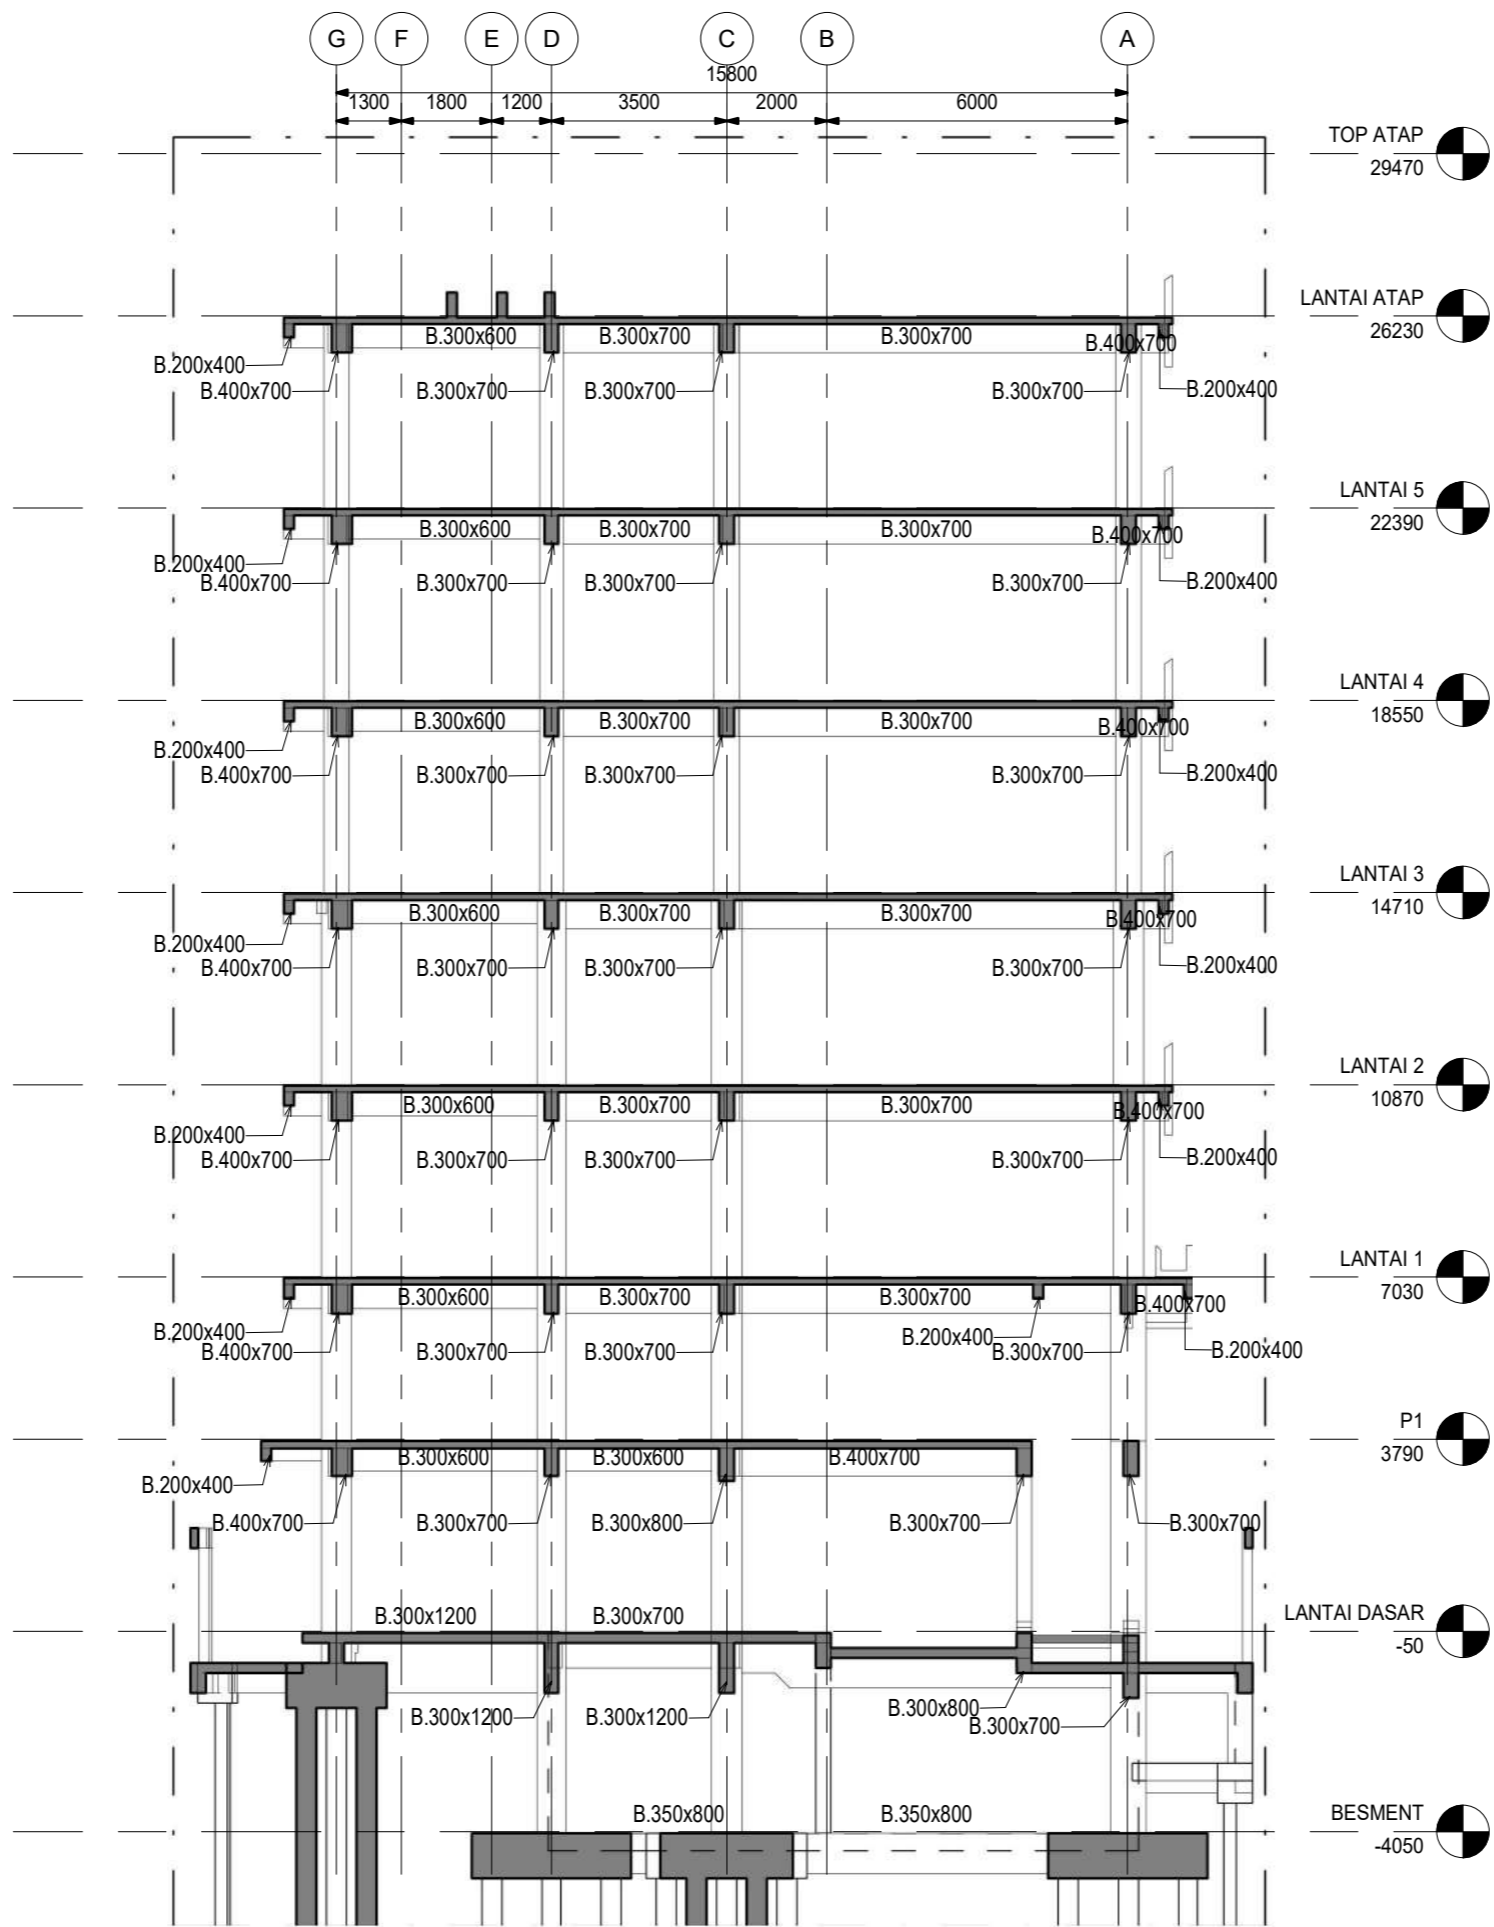 G F E D C B A
15800
1300 1800 1200 3500 2000 6000
TOP ATAP
29470
LANTAI ATAP
26230
B.300x600 B.300x700 B.300x700 B.400x700
B.200x400
B.400x700 B.300x700 B.300x700 B.300x700 B.200x400
LANTAI 5
22390
B.300x600 B.300x700 B.300x700 B.400x700
B.200x400
B.400x700 B.300x700 B.300x700 B.300x700 B.200x400
LANTAI 4
18550
B.300x600 B.300x700 B.300x700 B.400x700
B.200x400
B.400x700 B.300x700 B.300x700 B.300x700 B.200x400
LANTAI 3
14710
B.300x600 B.300x700 B.300x700 B.400x700
B.200x400
B.400x700 B.300x700 B.300x700 B.300x700 B.200x400
LANTAI 2
10870
B.300x600 B.300x700 B.300x700 B.400x700
B.200x400
B.400x700 B.300x700 B.300x700 B.300x700 B.200x400
LANTAI 1
7030
B.300x600 B.300x700 B.300x700 B.400x700
B.200x400 B.200x400
B.400x700 B.300x700 B.300x700 B.300x700 B.200x400
P1
3790
B.300x600 B.300x600 B.400x700
B.200x400
B.400x700 B.300x700 B.300x800 B.300x700 B.300x700
LANTAI DASAR
-50
B.300x1200 B.300x700
B.300x1200 B.300x1200 B.300x800
B.300x700
BESMENT
-4050
B.350x800 B.350x800